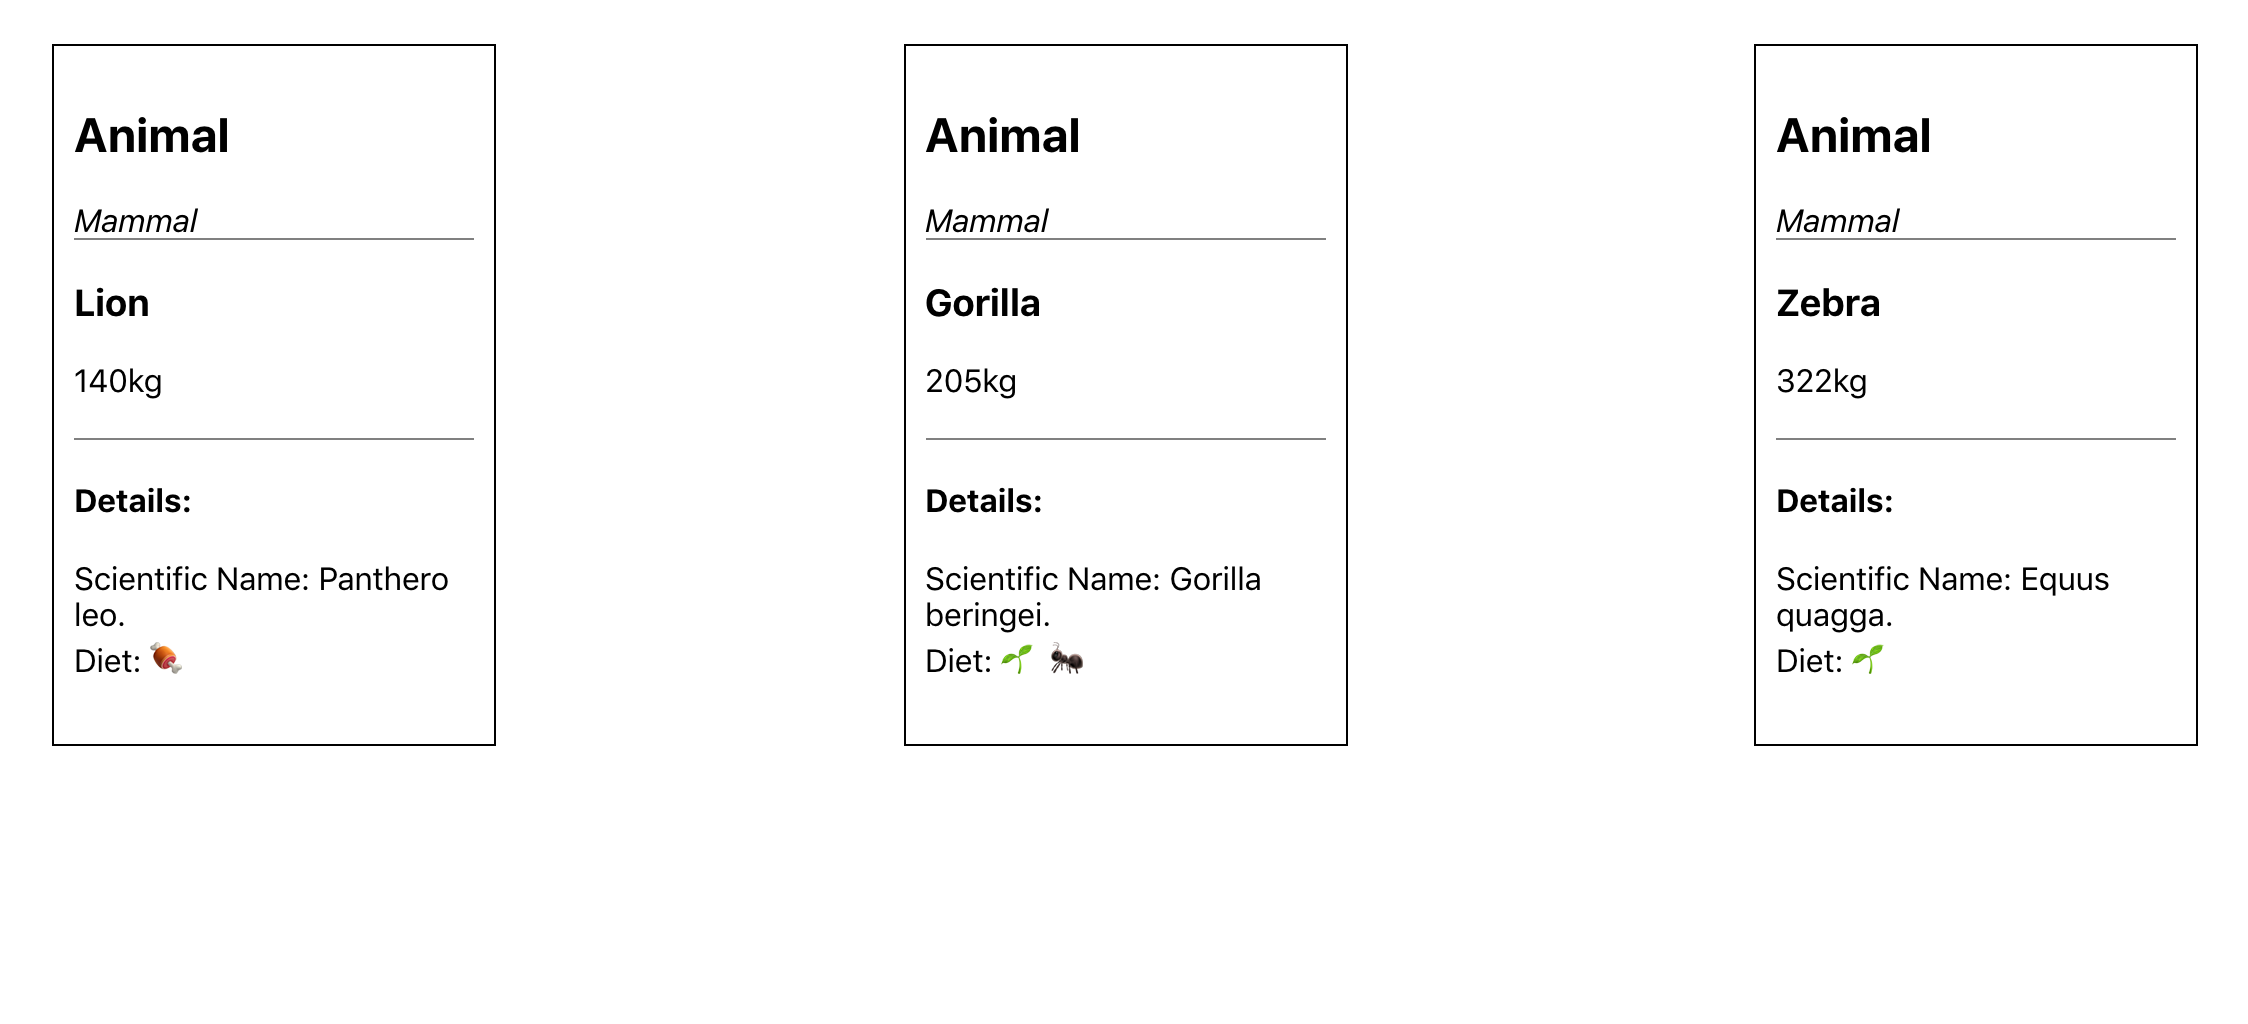 Animal
Mammal
Lion
140kg
Details:
Scientific Name: Panthero
leo.
Diet: 🍖
Animal
Mammal
Gorilla
205kg
Details:
Scientific Name: Gorilla
beringei.
Diet: 🌱 🐜
Animal
Mammal
Zebra
322kg
Details:
Scientific Name: Equus
quagga.
Diet: 🌱